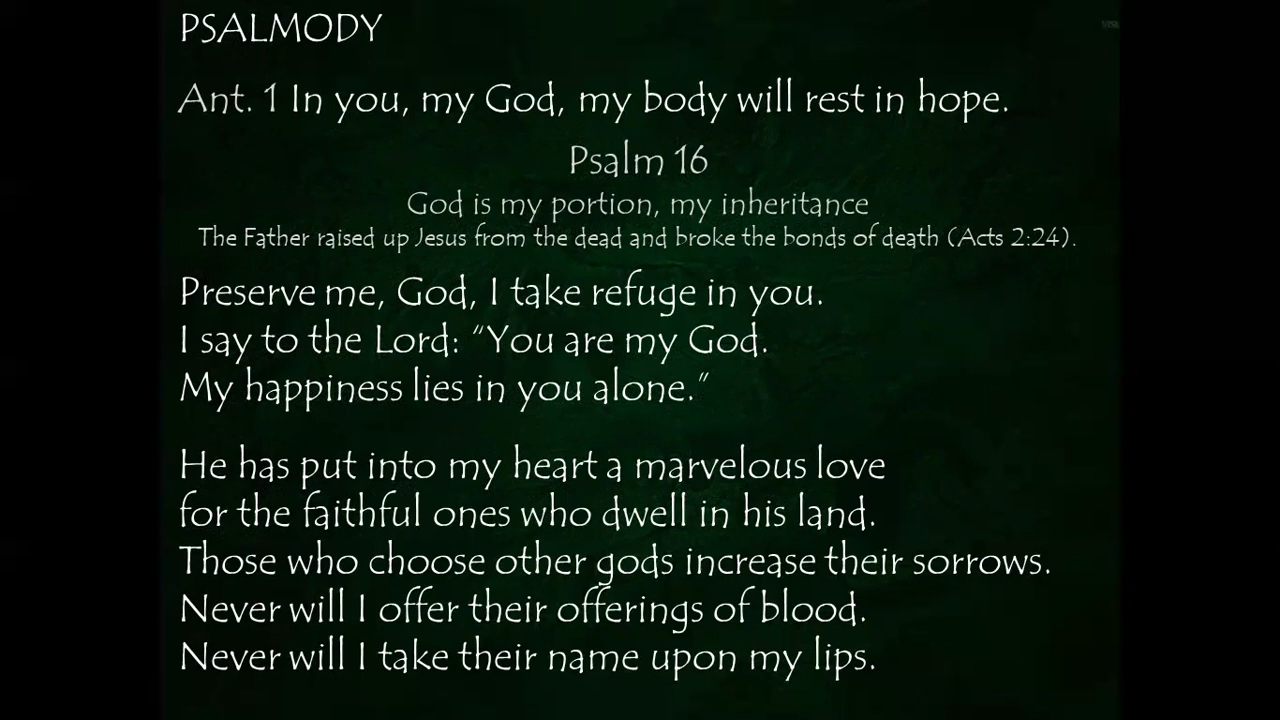 PSALMODY
Ant. 1 In you, my God, my body will rest in hope.
Psalm 16
God is my portion, my inheritance
The Father raised up Jesus from the dead and broke the bonds of death (Acts 2:24).
Preserve me, God, I take refuge in you.
I say to the Lord: “You are my God.
My happiness lies in you alone.”
He has put into my heart a marvelous love
for the faithful ones who dwell in his land.
Those who choose other gods increase their sorrows.
Never will I offer their offerings of blood.
Never will I take their name upon my lips.